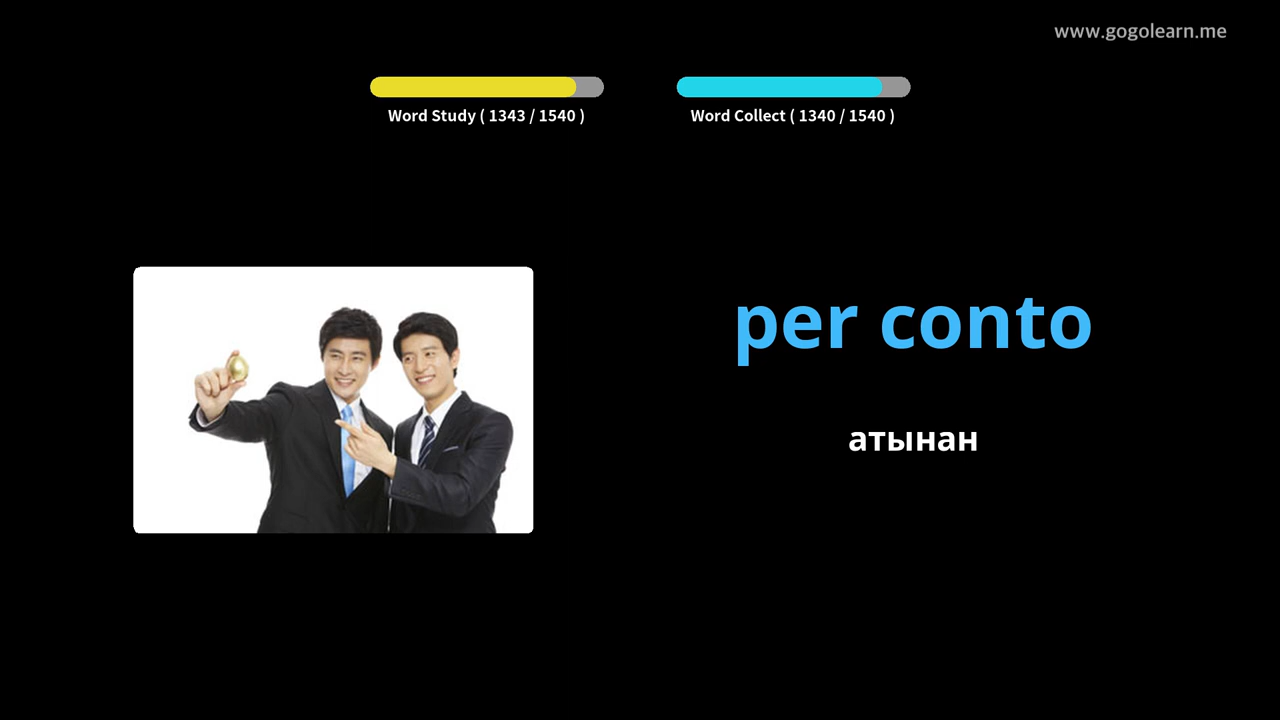 www.gogolearn.me
Word Study ( 1343 / 1540 )
Word Collect ( 1340 / 1540 )
per conto
атынан